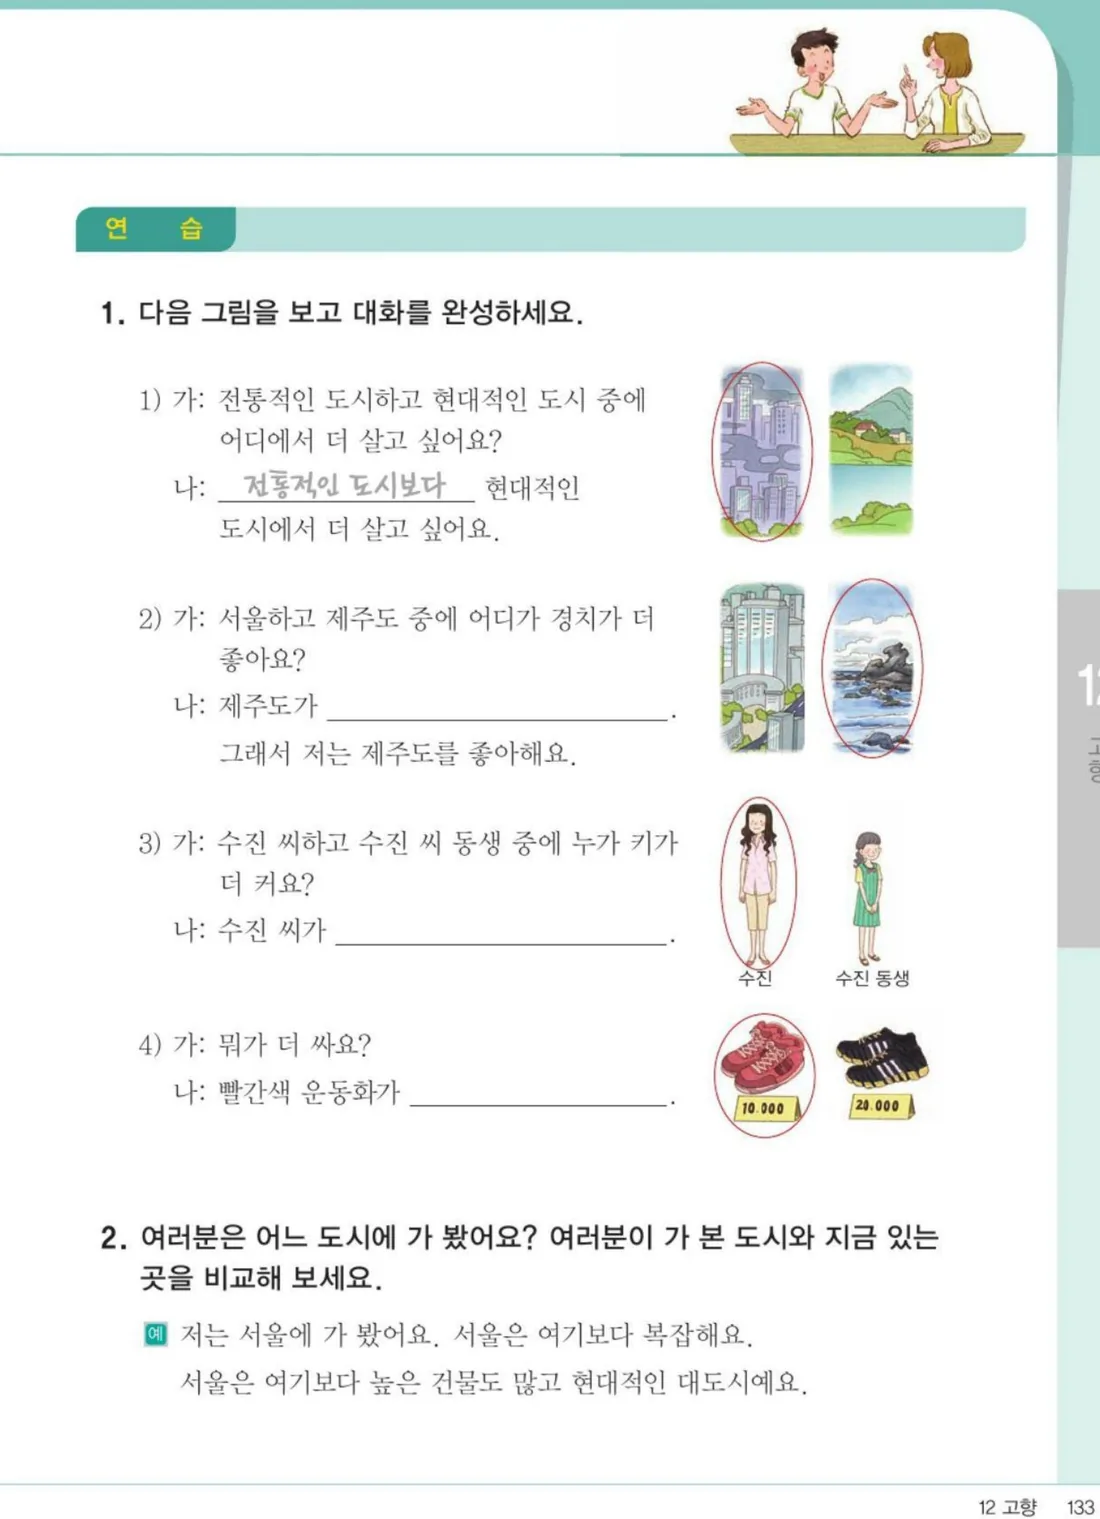 연 습
1. 다음 그림을 보고 대화를 완성하세요.
1) 가: 전통적인 도시하고 현대적인 도시 중에
어디에서 더 살고 싶어요?
나: 전통적인 도시보다 현대적인
도시에서 더 살고 싶어요.
2) 가: 서울하고 제주도 중에 어디가 경치가 더
좋아요?
나: 제주도가 ______________________.
그래서 저는 제주도를 좋아해요.
3) 가: 수진 씨하고 수진 씨 동생 중에 누가 키가
더 커요?
나: 수진 씨가 ______________________.
수진 수진 동생
4) 가: 뭐가 더 싸요?
나: 빨간색 운동화가 ________________.
10.000 20.000
2. 여러분은 어느 도시에 가 봤어요? 여러분이 가 본 도시와 지금 있는
곳을 비교해 보세요.
예 저는 서울에 가 봤어요. 서울은 여기보다 복잡해요.
서울은 여기보다 높은 건물도 많고 현대적인 대도시예요.
12
고향
12 고향 133